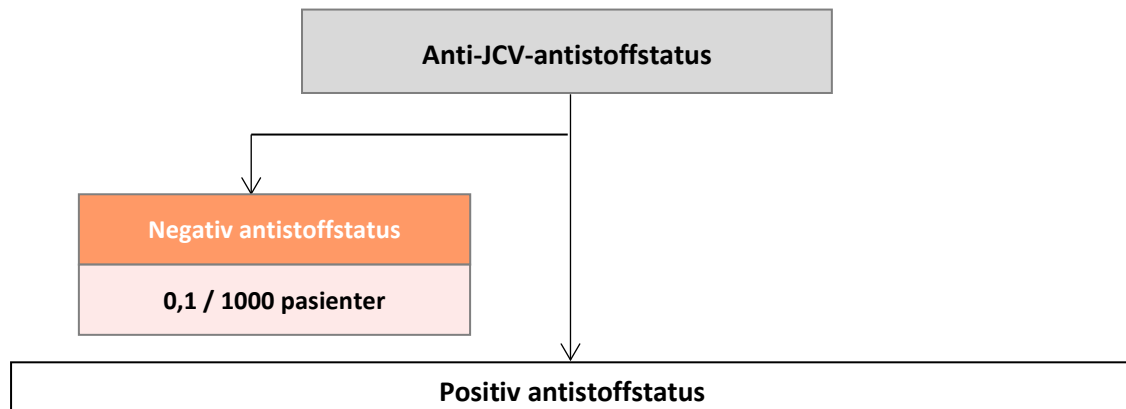 Anti-JCV-antistoffstatus
Negativ antistoffstatus
0,1 / 1000 pasienter
Positiv antistoffstatus